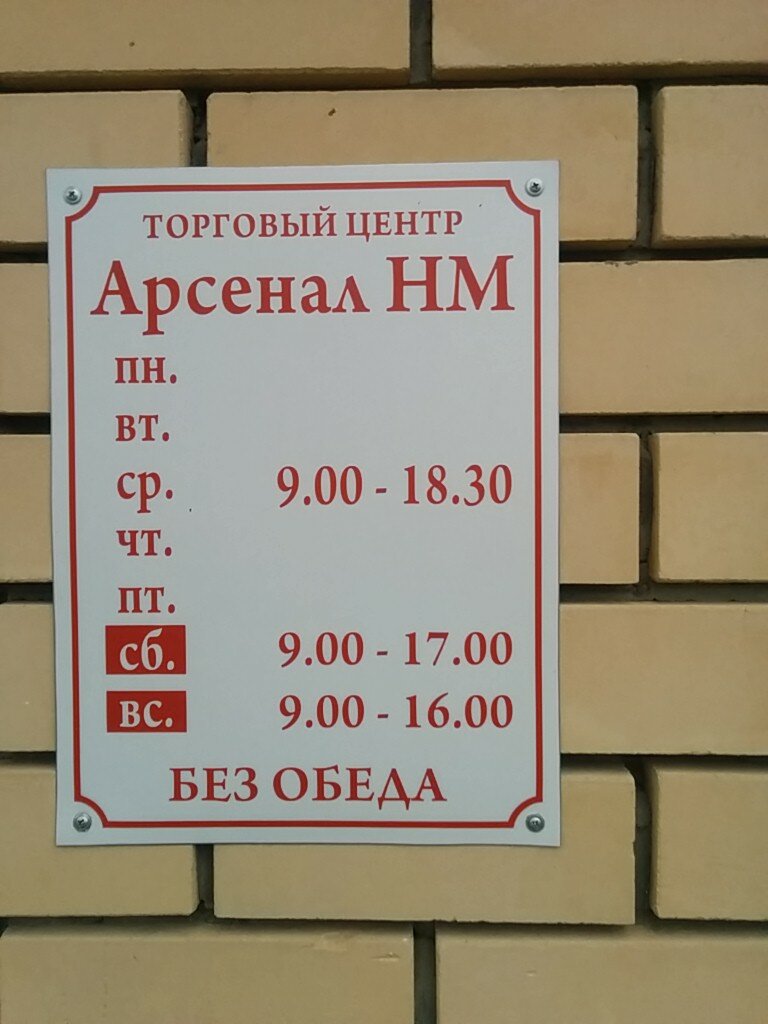 ТОРГОВЫЙ ЦЕНТР
Арсенал НМ
пн.
вт.
ср. 9.00 - 18.30
чт.
пт.
сб. 9.00 - 17.00
вс. 9.00 - 16.00
БЕЗ ОБЕДА